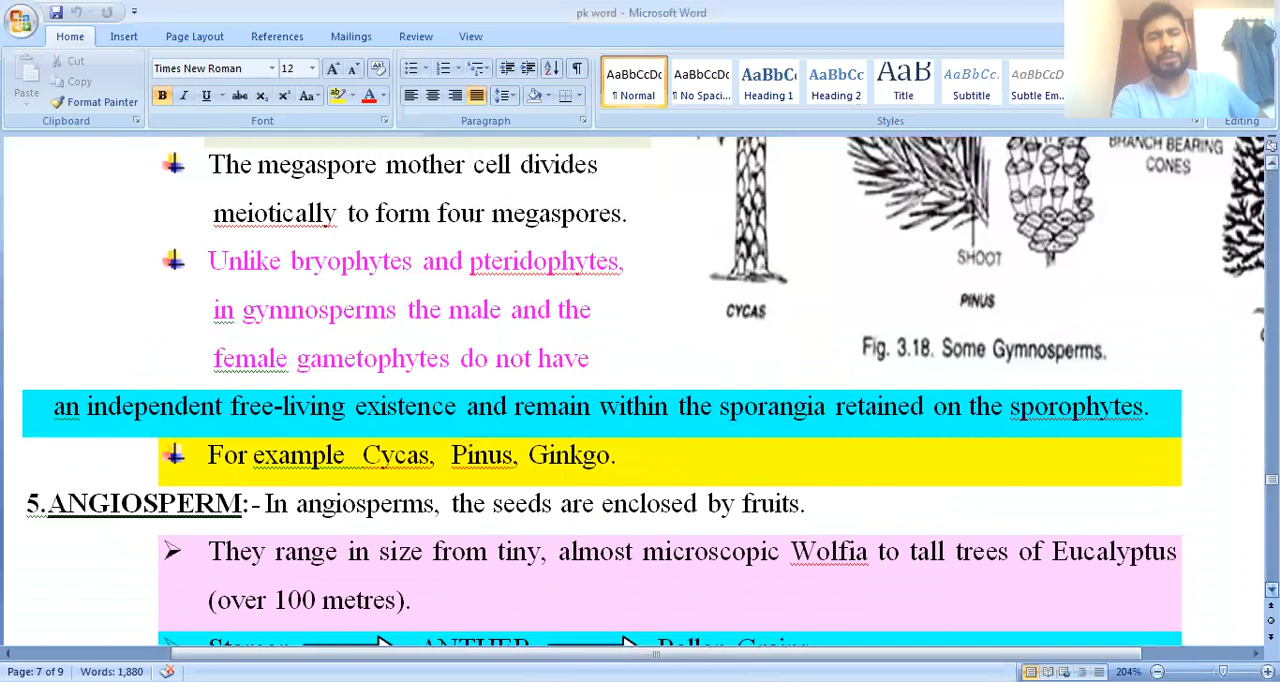 pk word - Microsoft Word
Home Insert Page Layout References Mailings Review View
Paste
Cut
Copy
Format Painter
Clipboard
Times New Roman 12
Font
Paragraph
AaBbCcDc AaBbCcDc AaBbC AaBbCc AaB AaBbCc. AaBbCcDc
¶ Normal ¶ No Spaci... Heading 1 Heading 2 Title Subtitle Subtle Em...
Styles
Editing
The megaspore mother cell divides
meiotically to form four megaspores.
Unlike bryophytes and pteridophytes,
in gymnosperms the male and the
female gametophytes do not have
BRANCH BEARING
CONES
SHOOT
CYCAS
PINUS
Fig. 3.18. Some Gymnosperms.
an independent free-living existence and remain within the sporangia retained on the sporophytes.
For example Cycas, Pinus, Ginkgo.
5.ANGIOSPERM:- In angiosperms, the seeds are enclosed by fruits.
They range in size from tiny, almost microscopic Wolfia to tall trees of Eucalyptus
(over 100 metres).
Stamen ANTHER Pollen Grains
Page: 7 of 9 Words: 1,880 204%